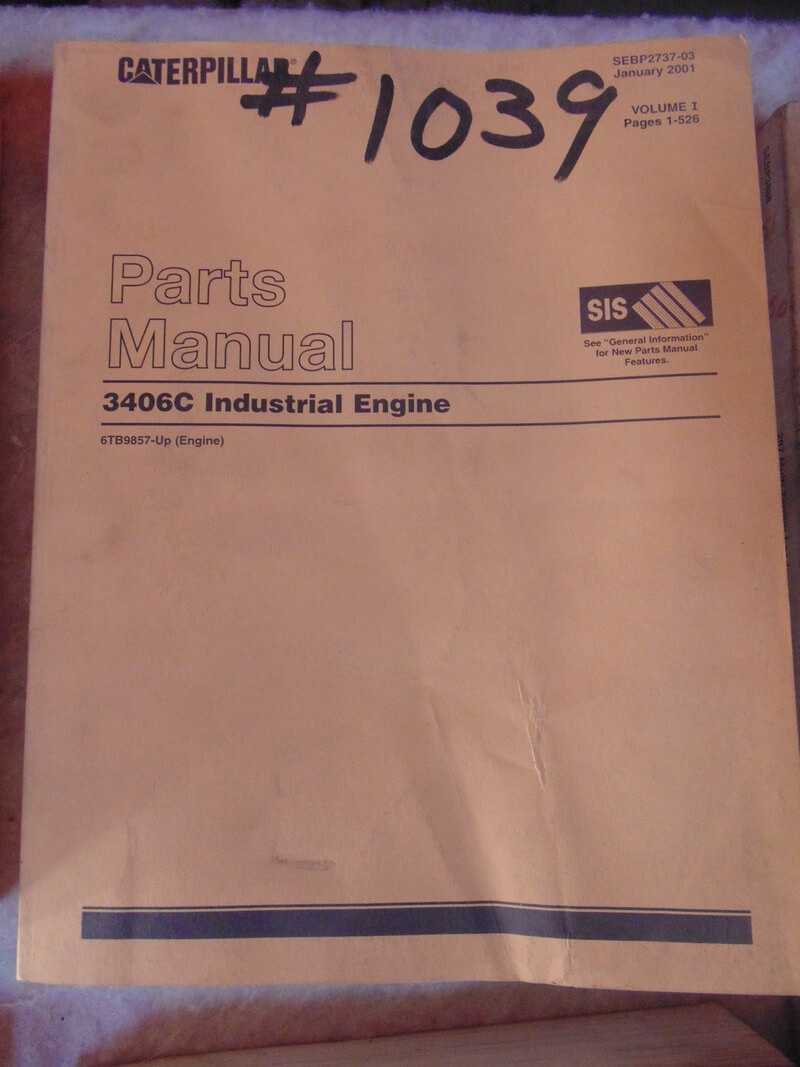 CATERPILLAR®
#1039
SEBP2737-03
January 2001
VOLUME I
Pages 1-526
Parts
Manual
SIS
See "General Information"
for New Parts Manual
Features.
3406C Industrial Engine
6TB9857-Up (Engine)